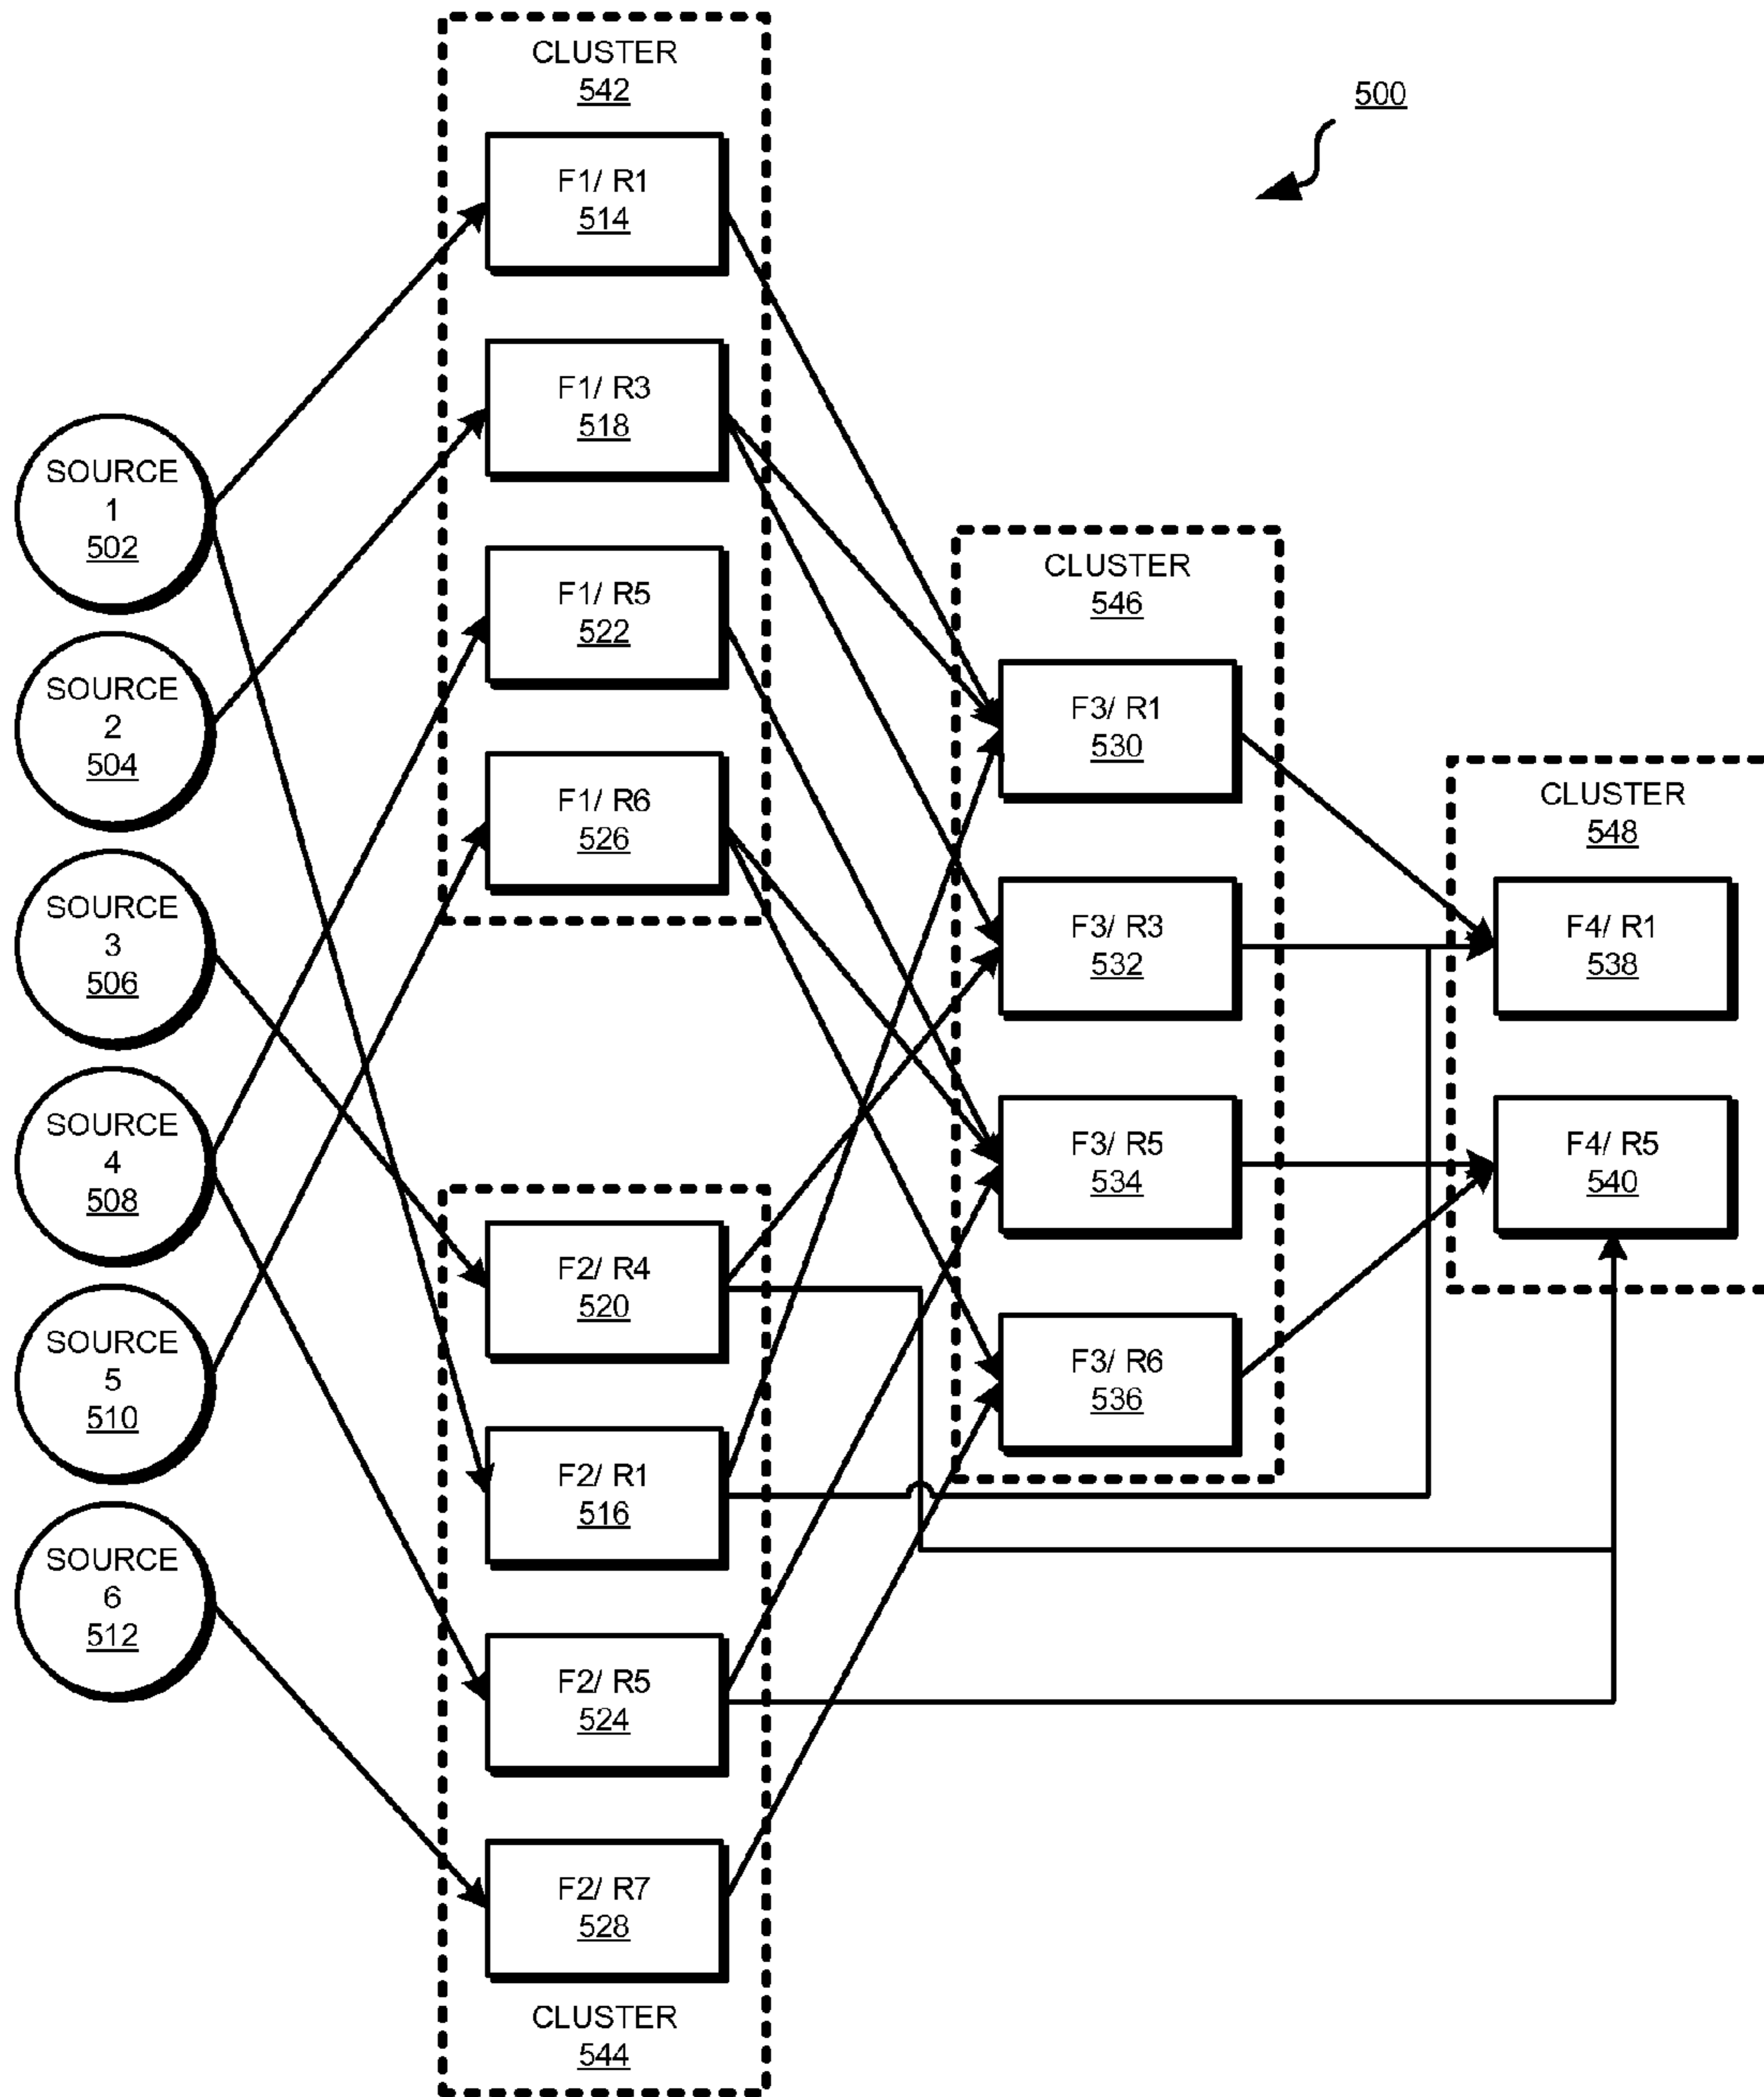 CLUSTER
542
500
F1/ R1
514
F1/ R3
518
F1/ R5
522
F1/ R6
526
SOURCE
1
502
SOURCE
2
504
SOURCE
3
506
SOURCE
4
508
SOURCE
5
510
SOURCE
6
512
F2/ R4
520
F2/ R1
516
F2/ R5
524
F2/ R7
528
CLUSTER
544
CLUSTER
546
F3/ R1
530
F3/ R3
532
F3/ R5
534
F3/ R6
536
CLUSTER
548
F4/ R1
538
F4/ R5
540